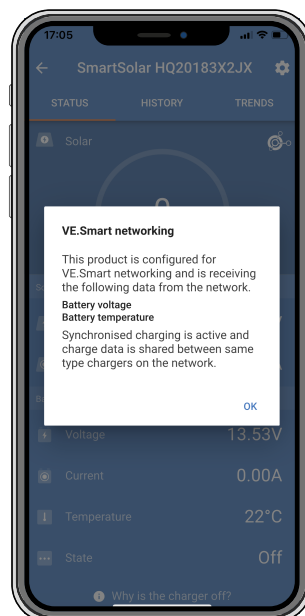 17:05
SmartSolar HQ20183X2JX
STATUS HISTORY TRENDS
Solar
VE.Smart networking
This product is configured for
VE.Smart networking and is receiving
the following data from the network.
Battery voltage
Battery temperature
Synchronised charging is active and
charge data is shared between same
type chargers on the network.
OK
Voltage 13.53V
Current 0.00A
Temperature 22°C
State Off
Why is the charger off?